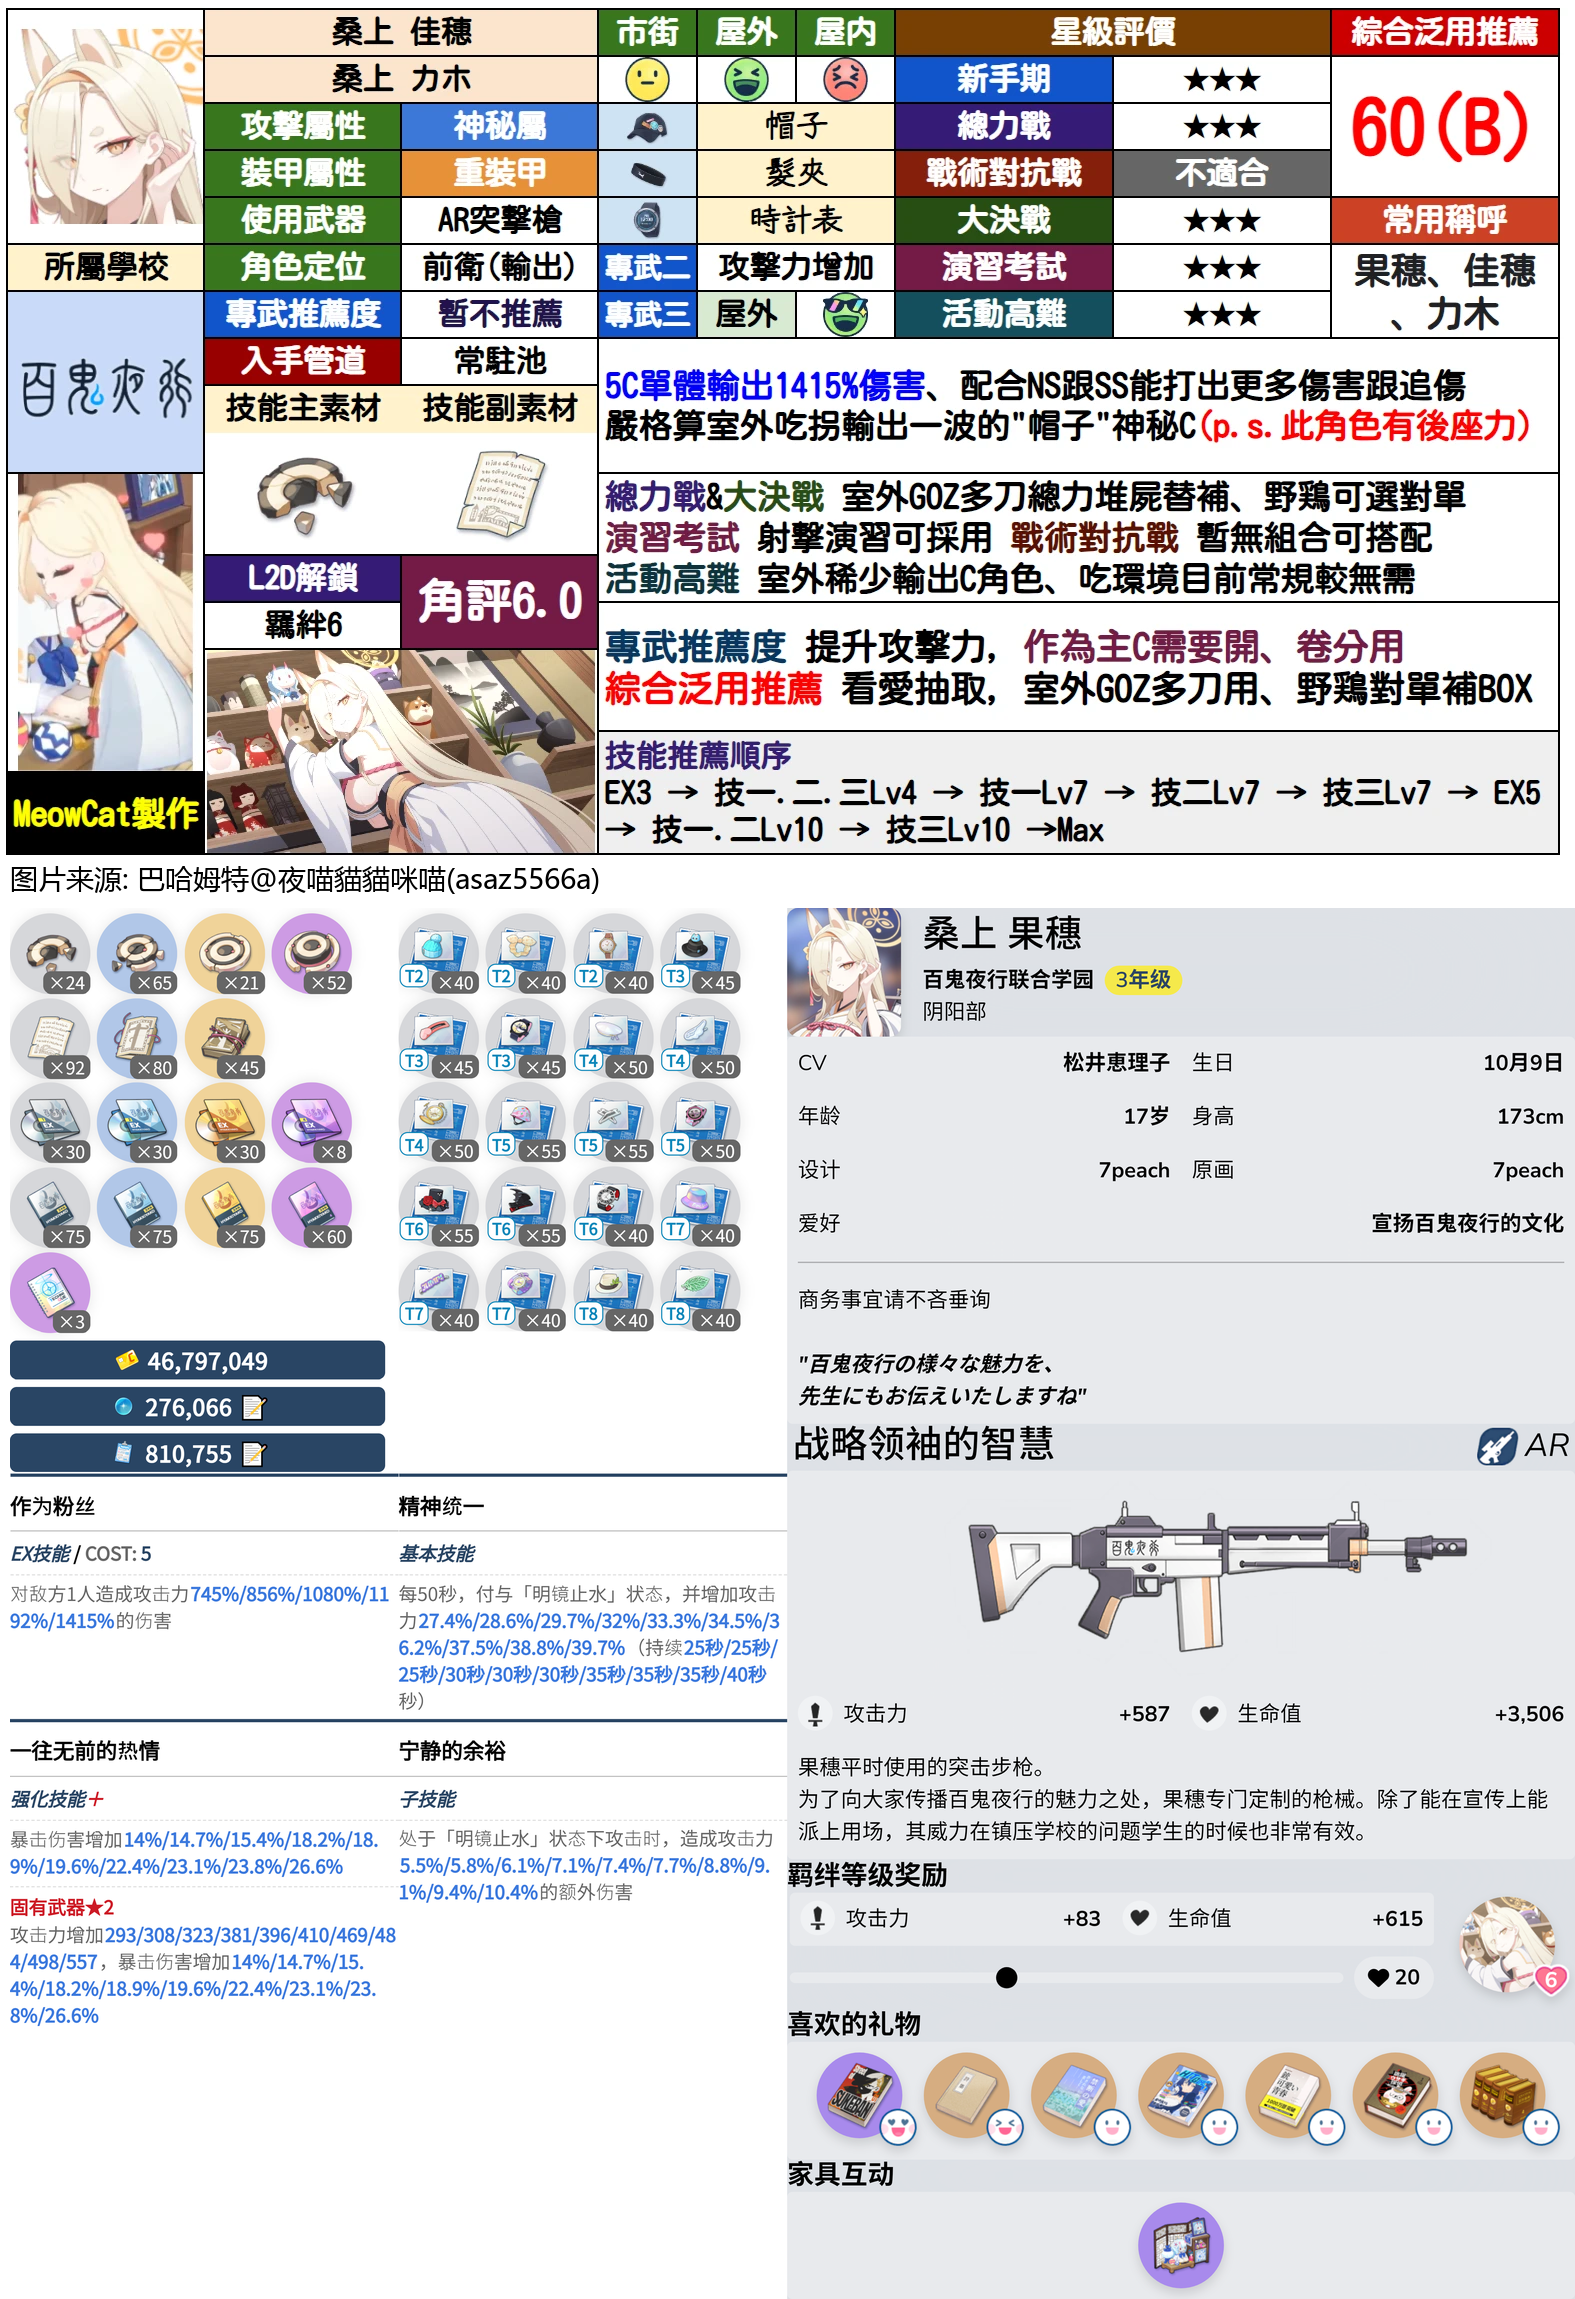 桑上 佳穗
市街
屋外
屋內
星級評價
綜合泛用推薦
桑上 カホ
新手期
★★★
60(B)
攻擊屬性
神秘屬
帽子
總力戰
★★★
裝甲屬性
重裝甲
髮夾
戰術對抗戰
不適合
使用武器
AR突擊槍
時計表
大決戰
★★★
常用稱呼
所屬學校
角色定位
前衛(輸出)
專武二
攻擊力增加
演習考試
★★★
果穗、佳穗
、力木
百鬼夜行
專武推薦度
暫不推薦
專武三
屋外
活動高難
★★★
入手管道
常駐池
技能主素材
技能副素材
5C單體輸出1415%傷害、配合NS跟SS能打出更多傷害跟追傷
嚴格算室外吃拐輸出一波的"帽子"神秘C(p.s.此角色有後座力)
總力戰&大決戰 室外GOZ多刀總力堆屍替補、野鶏可選對單
演習考試 射擊演習可採用 戰術對抗戰 暫無組合可搭配
活動高難 室外稀少輸出C角色、吃環境目前常規較無需
L2D解鎖
角評6.0
羈絆6
專武推薦度 提升攻擊力, 作為主C需要開、卷分用
綜合泛用推薦 看愛抽取, 室外GOZ多刀用、野鶏對單補BOX
技能推薦順序
EX3 → 技一.二.三Lv4 → 技一Lv7 → 技二Lv7 → 技三Lv7 → EX5
→ 技一.二Lv10 → 技三Lv10 →Max
MeowCat製作
图片来源: 巴哈姆特@夜喵貓貓咪喵(asaz5566a)
×24 ×65 ×21 ×52
×92 ×80 ×45
×30 ×30 ×30 ×8
×75 ×75 ×75 ×60
×3
46,797,049
276,066
810,755
T2 ×40 T2 ×40 T2 ×40 T3 ×45
T3 ×45 T3 ×45 T4 ×50 T4 ×50
T4 ×50 T5 ×55 T5 ×55 T5 ×50
T6 ×55 T6 ×55 T6 ×40 T7 ×40
T7 ×40 T7 ×40 T8 ×40 T8 ×40
作为粉丝
EX技能 / COST: 5
对敌方1人造成攻击力745%/856%/1080%/11
92%/1415%的伤害
精神统一
基本技能
每50秒，付与「明镜止水」状态，并增加攻击
力27.4%/28.6%/29.7%/32%/33.3%/34.5%/3
6.2%/37.5%/38.8%/39.7%（持续25秒/25秒/
25秒/30秒/30秒/30秒/35秒/35秒/35秒/40秒
秒）
一往无前的热情
强化技能＋
暴击伤害增加14%/14.7%/15.4%/18.2%/18.
9%/19.6%/22.4%/23.1%/23.8%/26.6%
固有武器★2
攻击力增加293/308/323/381/396/410/469/48
4/498/557，暴击伤害增加14%/14.7%/15.
4%/18.2%/18.9%/19.6%/22.4%/23.1%/23.
8%/26.6%
宁静的余裕
子技能
处于「明镜止水」状态下攻击时，造成攻击力
5.5%/5.8%/6.1%/7.1%/7.4%/7.7%/8.8%/9.
1%/9.4%/10.4%的额外伤害
桑上 果穗
百鬼夜行联合学园 3年级
阴阳部
CV 松井恵理子 生日 10月9日
年龄 17岁 身高 173cm
设计 7peach 原画 7peach
爱好 宣扬百鬼夜行的文化
商务事宜请不吝垂询
"百鬼夜行の様々な魅力を、
先生にもお伝えいたしますね"
战略领袖的智慧
AR
百鬼夜行
攻击力 +587 生命值 +3,506
果穗平时使用的突击步枪。
为了向大家传播百鬼夜行的魅力之处，果穗专门定制的枪械。除了能在宣传上能
派上用场，其威力在镇压学校的问题学生的时候也非常有效。
羁绊等级奖励
攻击力 +83 生命值 +615
20
6
喜欢的礼物
SUKEBAN
家具互动